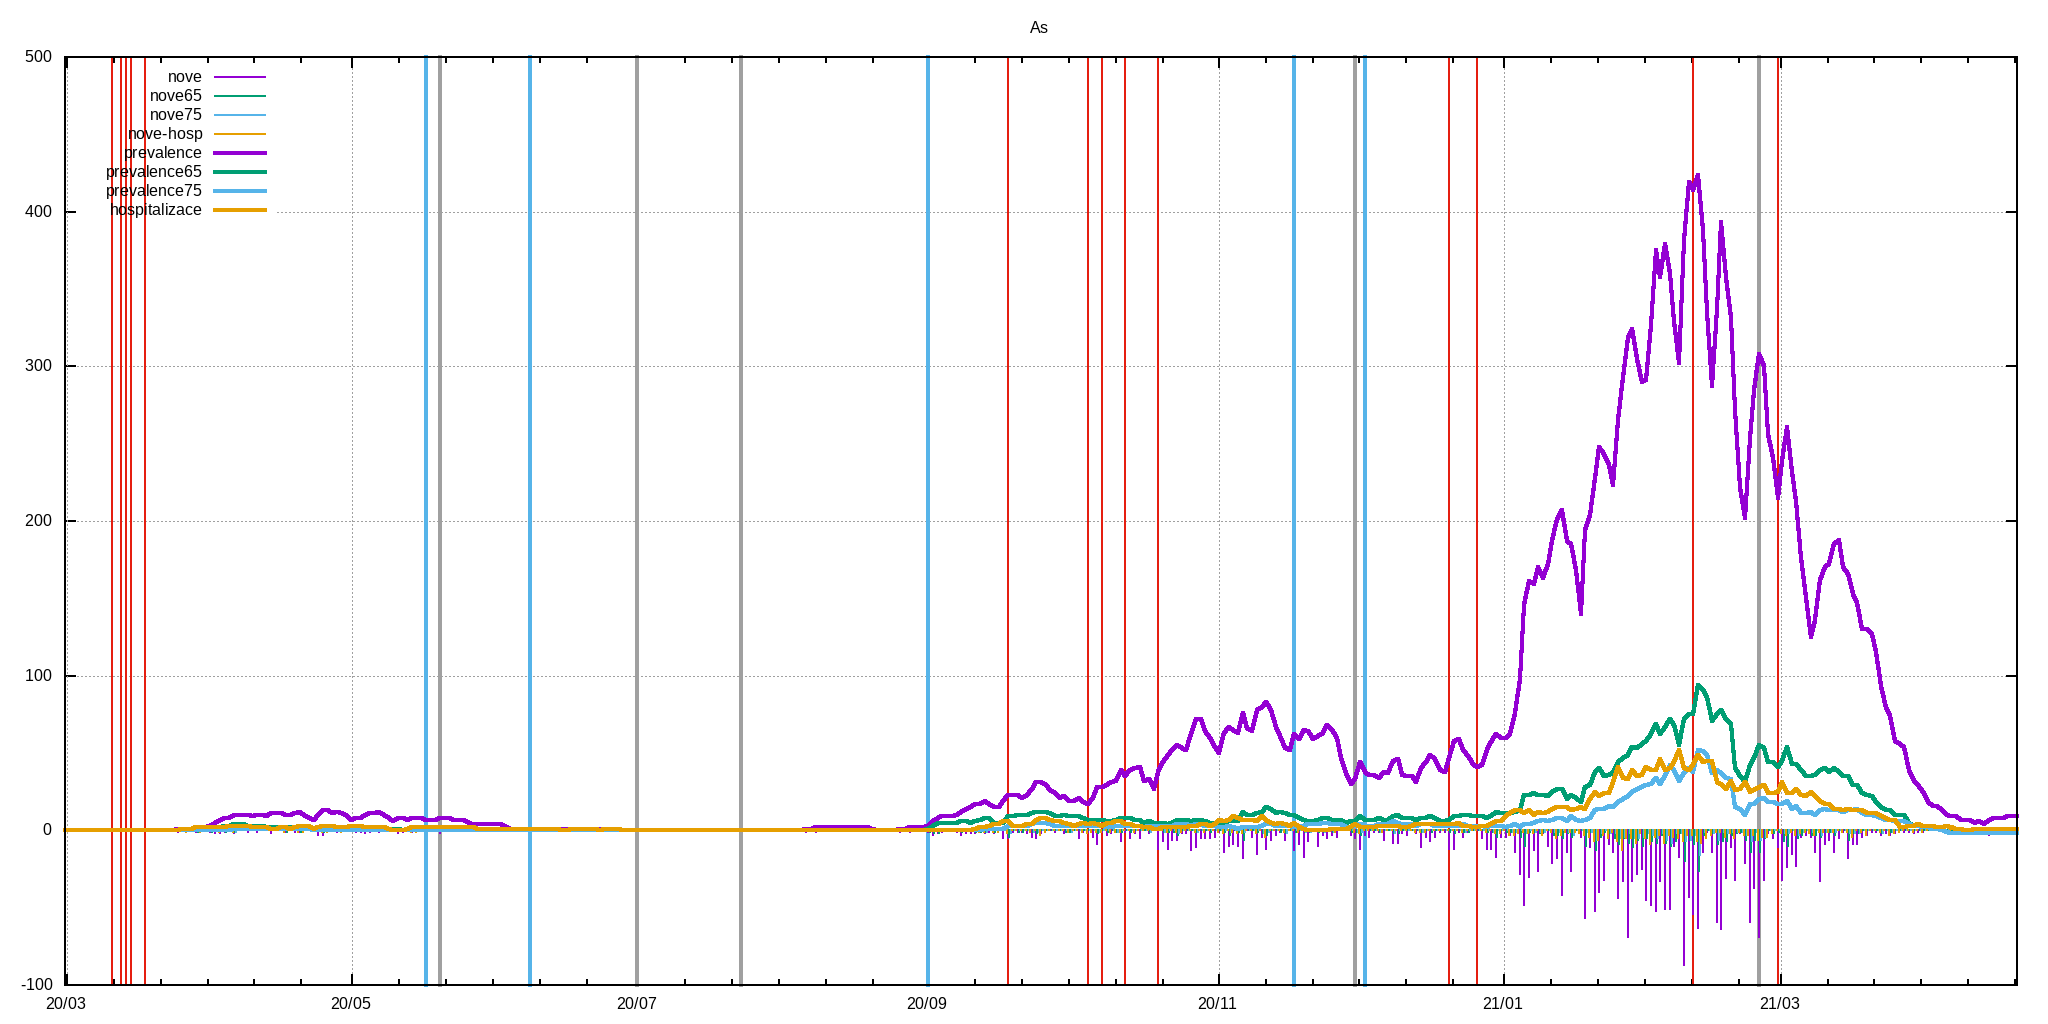 As
500
nove
nove65
nove75
nove-hosp
prevalence
prevalence65
prevalence75
hospitalizace
400
300
200
100
0
-100
20/03 20/05 20/07 20/09 20/11 21/01 21/03